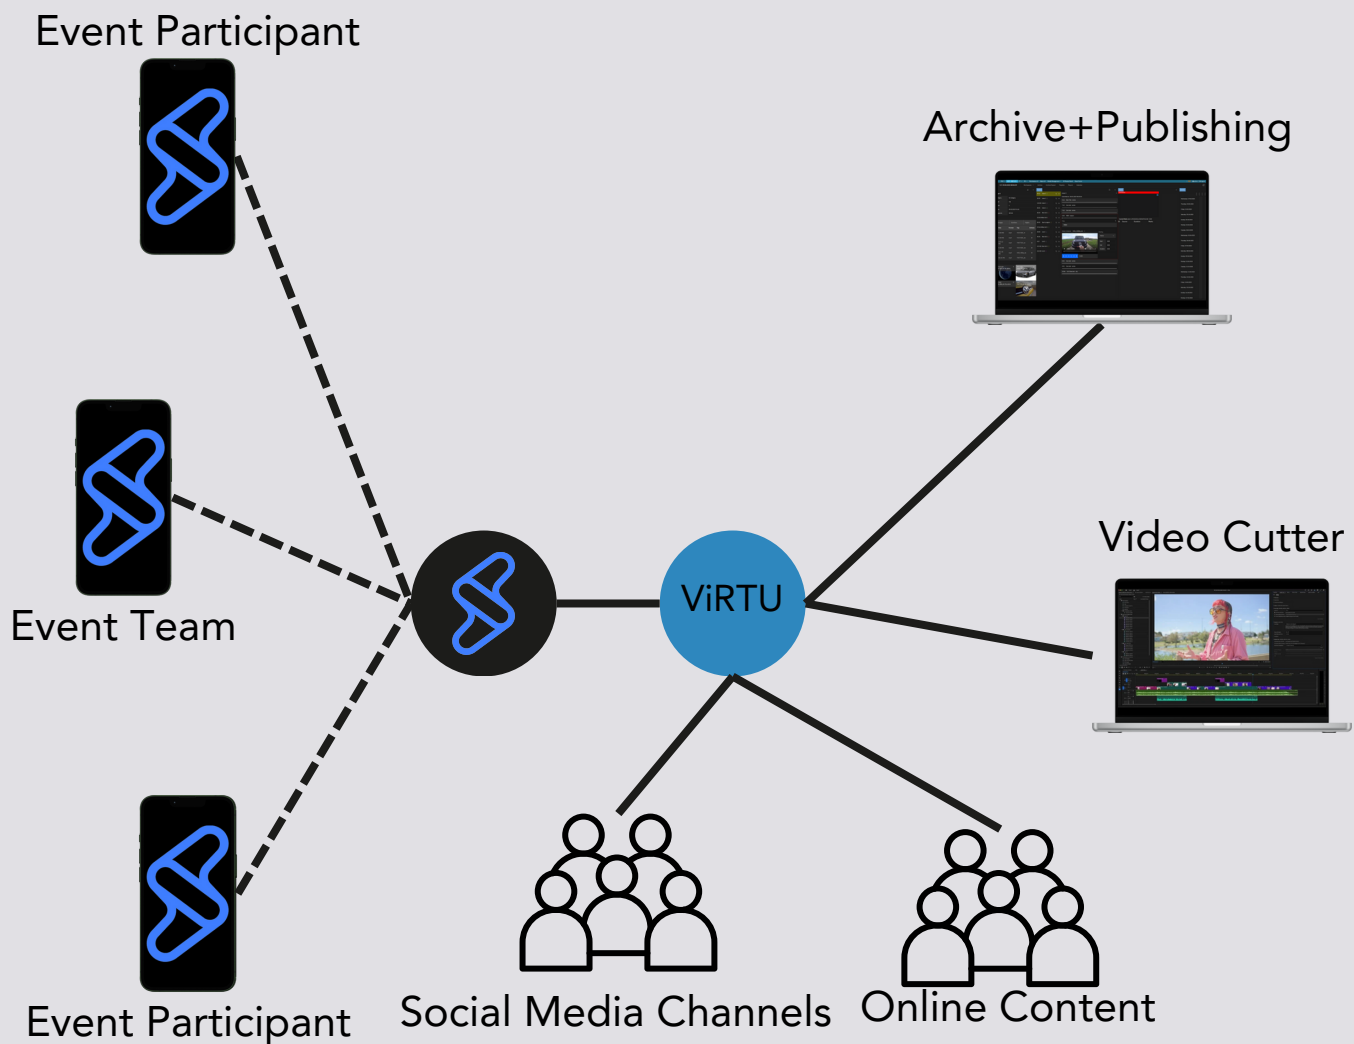 Event Participant
Archive+Publishing
Video Cutter
ViRTU
Event Team
Social Media Channels
Online Content
Event Participant